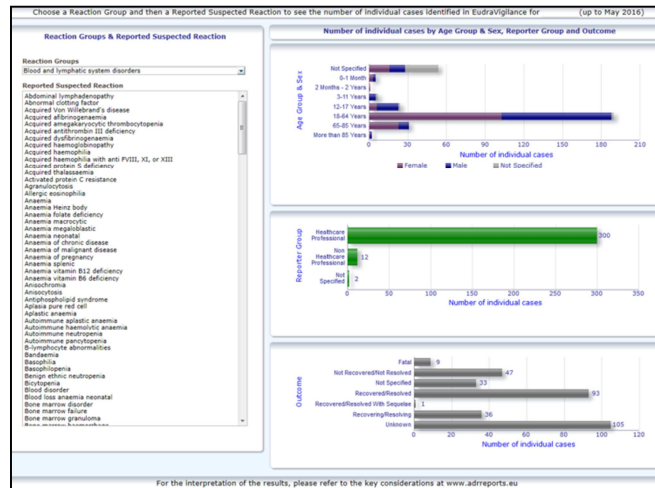 Choose a Reaction Group and then a Reported Suspected Reaction to see the number of individual cases identified in EudraVigilance for (up to May 2016)
Reaction Groups & Reported Suspected Reaction
Reaction Groups
Blood and lymphatic system disorders
Reported Suspected Reaction
Abdominal lymphadenopathy
Abnormal clotting factor
Acquired Von Willebrand's disease
Acquired afibrinogenaemia
Acquired amegakaryocytic thrombocytopenia
Acquired antithrombin III deficiency
Acquired dysfibrinogenaemia
Acquired haemoglobinopathy
Acquired haemophilia
Acquired haemophilia with anti FVIII, XI, or XIII
Acquired protein S deficiency
Acquired thalassaemia
Activated protein C resistance
Agranulocytosis
Allergic eosinophilia
Anaemia
Anaemia Heinz body
Anaemia folate deficiency
Anaemia macrocytic
Anaemia megaloblastic
Anaemia neonatal
Anaemia of chronic disease
Anaemia of malignant disease
Anaemia of pregnancy
Anaemia splenic
Anaemia vitamin B12 deficiency
Anaemia vitamin B6 deficiency
Anisochromia
Anisocytosis
Antiphospholipid syndrome
Aplasia pure red cell
Aplastic anaemia
Autoimmune aplastic anaemia
Autoimmune haemolytic anaemia
Autoimmune neutropenia
Autoimmune pancytopenia
B-lymphocyte abnormalities
Bandaemia
Basophilia
Basophilopenia
Benign ethnic neutropenia
Bicytopenia
Blood disorder
Blood loss anaemia neonatal
Bone marrow disorder
Bone marrow failure
Bone marrow granuloma
Bone marrow haemorrhage
Number of individual cases by Age Group & Sex, Reporter Group and Outcome
Age Group & Sex
Not Specified
0-1 Month
2 Months - 2 Years
3-11 Years
12-17 Years
18-64 Years
65-85 Years
More than 85 Years
0 30 60 90 120 150 180 210
Number of individual cases
Female Male Not Specified
Reporter Group
Healthcare
Professional
300
Non
Healthcare
Professional
12
Not
Specified
2
0 50 100 150 200 250 300 350
Number of individual cases
Outcome
Fatal 9
Not Recovered/Not Resolved 47
Not Specified 33
Recovered/Resolved 93
Recovered/Resolved With Sequelae 1
Recovering/Resolving 36
Unknown 105
0 20 40 60 80 100 120
Number of individual cases
For the interpretation of the results, please refer to the key considerations at www.adrreports.eu